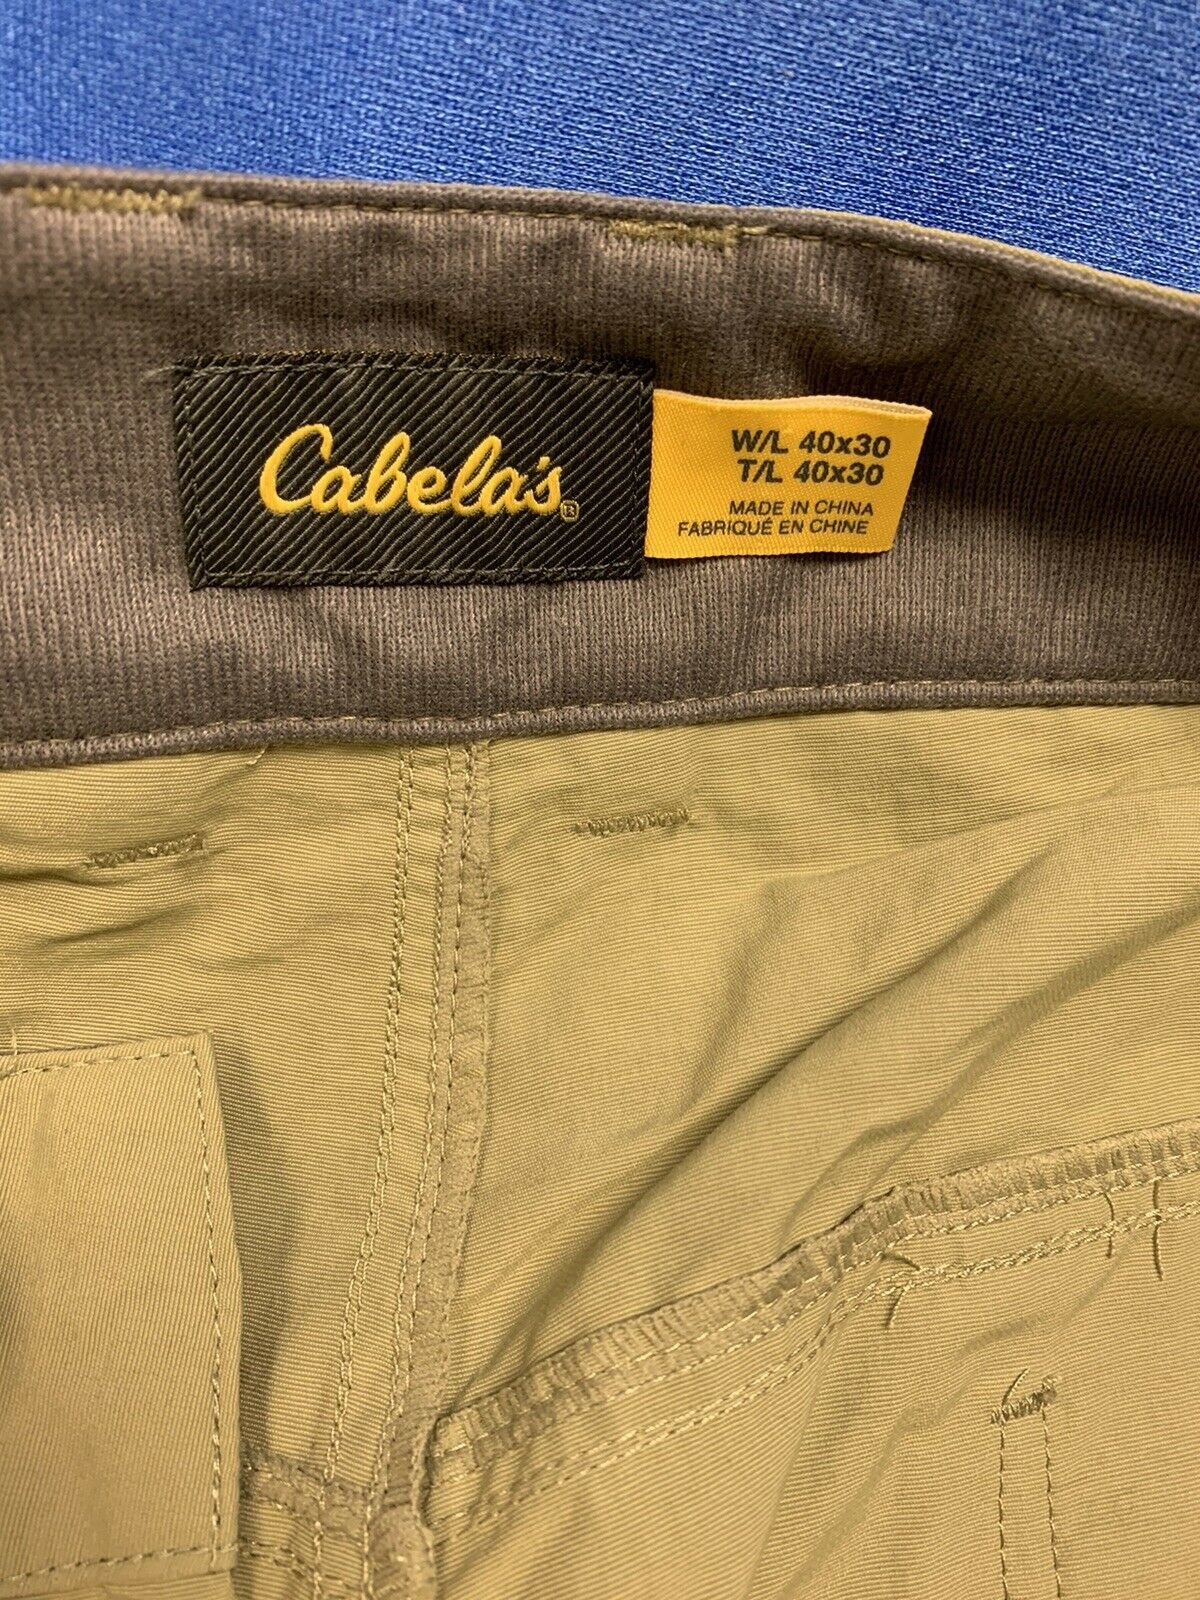 Cabela's®
W/L 40x30
T/L 40x30
MADE IN CHINA
FABRIQUÉ EN CHINE